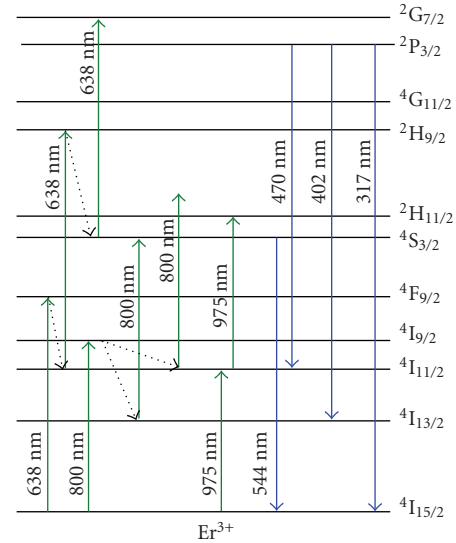 ²G₇/₂
²P₃/₂
⁴G₁₁/₂
²H₉/₂
²H₁₁/₂
⁴S₃/₂
⁴F₉/₂
⁴I₉/₂
⁴I₁₁/₂
⁴I₁₃/₂
⁴I₁₅/₂
638 nm
638 nm
638 nm
800 nm
800 nm
800 nm
975 nm
975 nm
544 nm
470 nm
402 nm
317 nm
Er³⁺